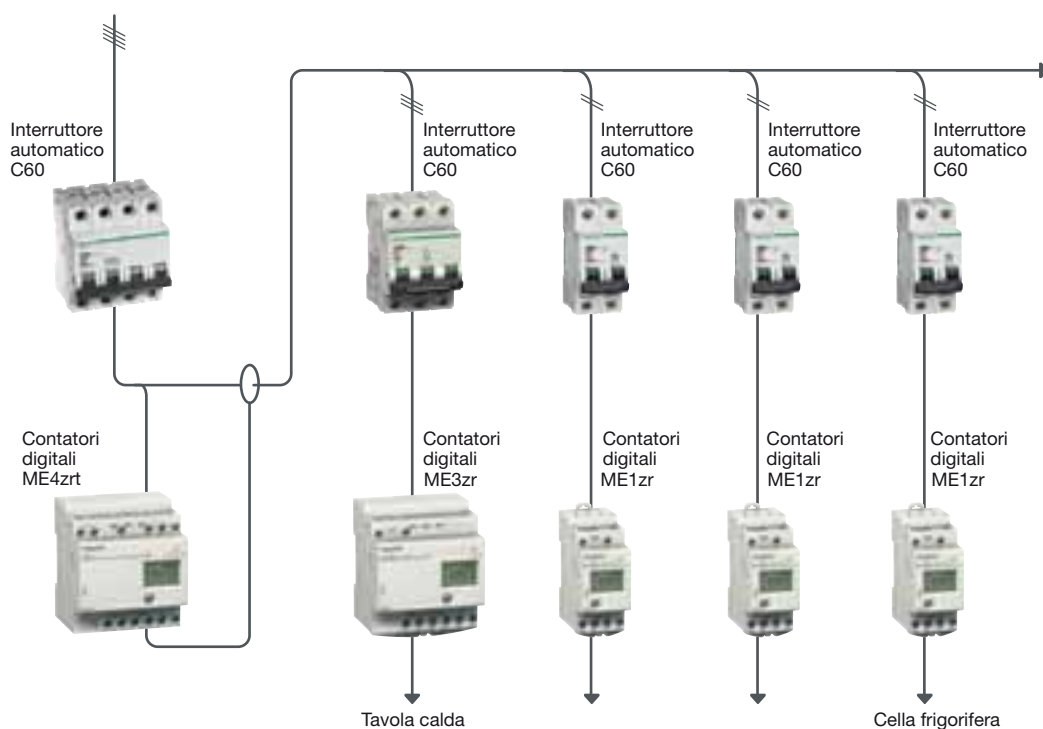 Interruttore
automatico
C60
Interruttore
automatico
C60
Interruttore
automatico
C60
Interruttore
automatico
C60
Interruttore
automatico
C60
Contatori
digitali
ME4zrt
Contatori
digitali
ME3zr
Contatori
digitali
ME1zr
Contatori
digitali
ME1zr
Contatori
digitali
ME1zr
Tavola calda
Cella frigorifera